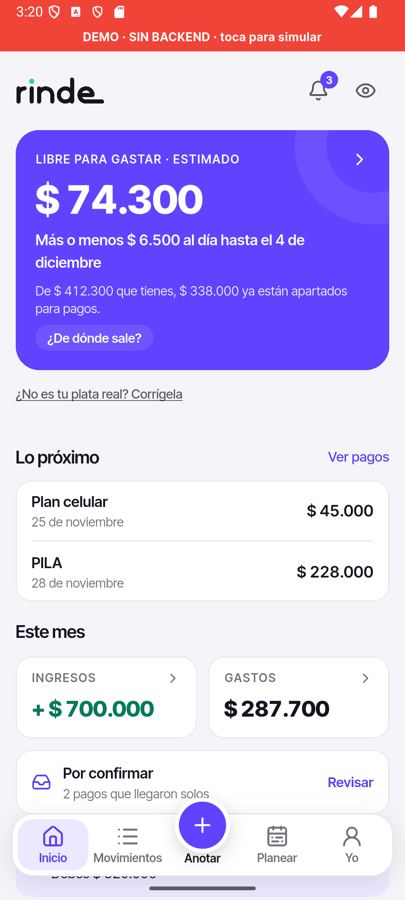 3:20
DEMO · SIN BACKEND · toca para simular
rinde
3
LIBRE PARA GASTAR · ESTIMADO
$ 74.300
Más o menos $ 6.500 al día hasta el 4 de
diciembre
De $ 412.300 que tienes, $ 338.000 ya están apartados
para pagos.
¿De dónde sale?
¿No es tu plata real? Corrígela
Lo próximo
Ver pagos
Plan celular
25 de noviembre
$ 45.000
PILA
28 de noviembre
$ 228.000
Este mes
INGRESOS
+ $ 700.000
GASTOS
$ 287.700
Por confirmar
2 pagos que llegaron solos
Revisar
Inicio
Movimientos
Anotar
Planear
Yo